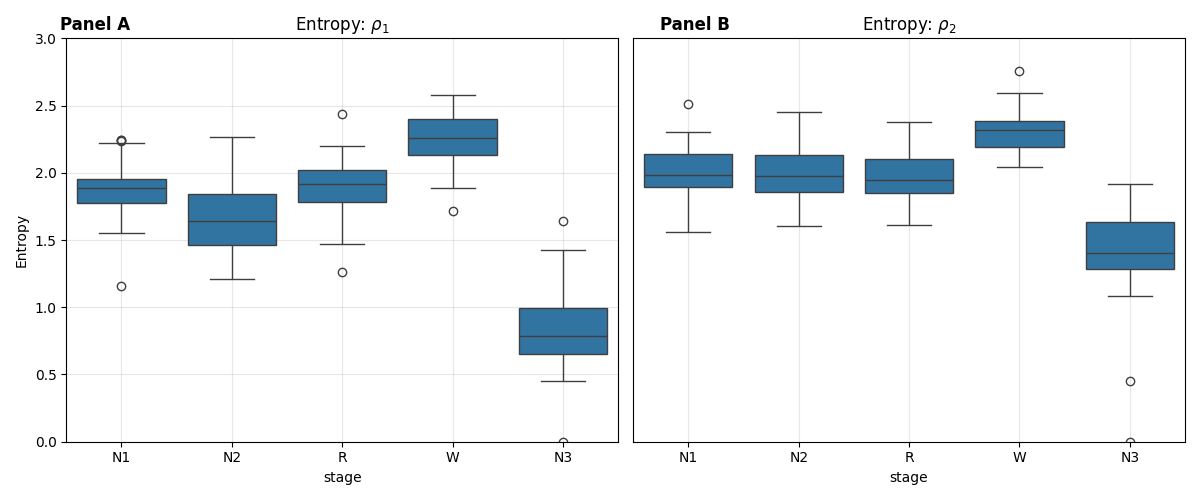 Panel A
Entropy: ρ₁
Panel B
Entropy: ρ₂
3.0
2.5
2.0
1.5
1.0
0.5
0.0
Entropy
N1 N2 R W N3
stage
N1 N2 R W N3
stage